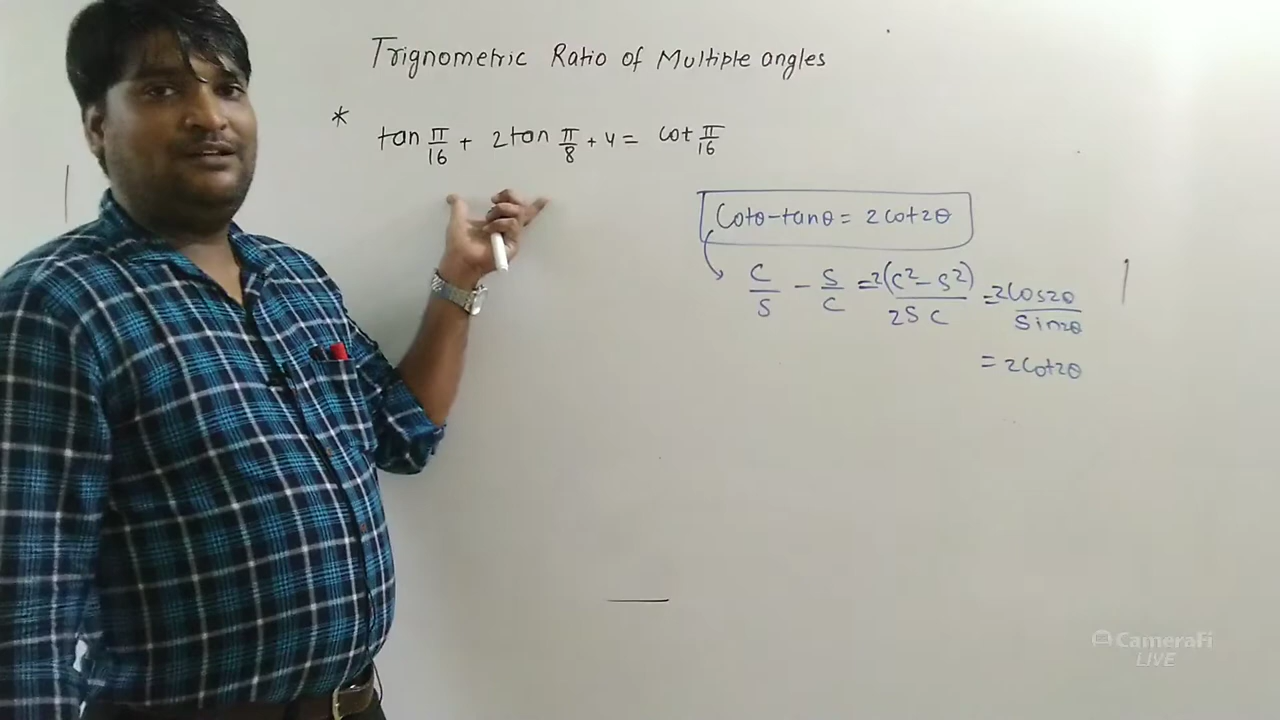 Trignometric Ratio of Multiple angles
* tan π/16 + 2tan π/8 + 4 = cot π/16
Cotθ-tanθ = 2cot2θ
C/S - S/C = 2(C²-S²)/2SC = 2Cos2θ/Sin2θ
= 2Cot2θ
CameraFi
LIVE